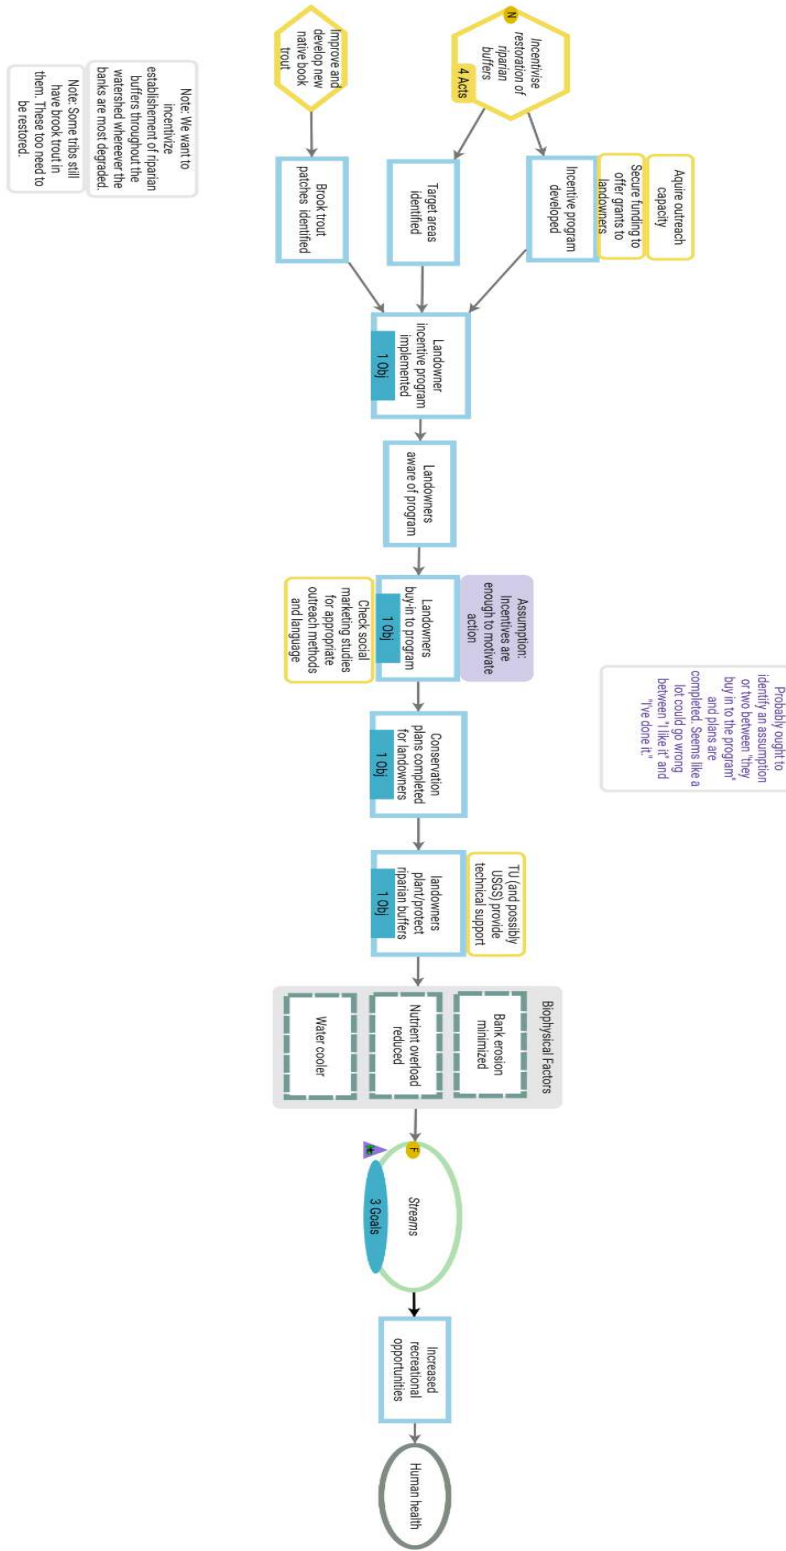 N
Incentivise
restoration of
riparian
buffers
4 Acts
Improve and
develop new
native book
trout
Aquire outreach
capacity
Secure funding to
offer grants to
landowners
Incentive program
developed
Target areas
identified
Brook trout
patches identified
Note: We want to
incentivize
establishement of riparian
buffers throughout the
watershed whereever the
banks are most degraded.
Note: Some tribs still
have brook trout in
them. These too need to
be restored.
Landowner
incentive program
implemented
1 Obj
Landowners
aware of program
Assumption:
Incentives are
enough to motivate
action
Landowners
buy-in to program
1 Obj
Check social
marketing studies
for appropriate
outreach methods
and language
Probably ought to
identify an assumption
or two between "they
buy in to the program"
and plans are
completed. Seems like a
lot could go wrong
between "I like it" and
"I've done it."
Conservation
plans completed
for landowners
1 Obj
TU (and possibly
USGS) provide
technical support
landowners
plant/protect
riparian buffers
1 Obj
Biophysical Factors
Bank erosion
minimized
Nutrient overload
reduced
Water cooler
F
Streams
3 Goals
Increased
recreational
opportunities
Human health